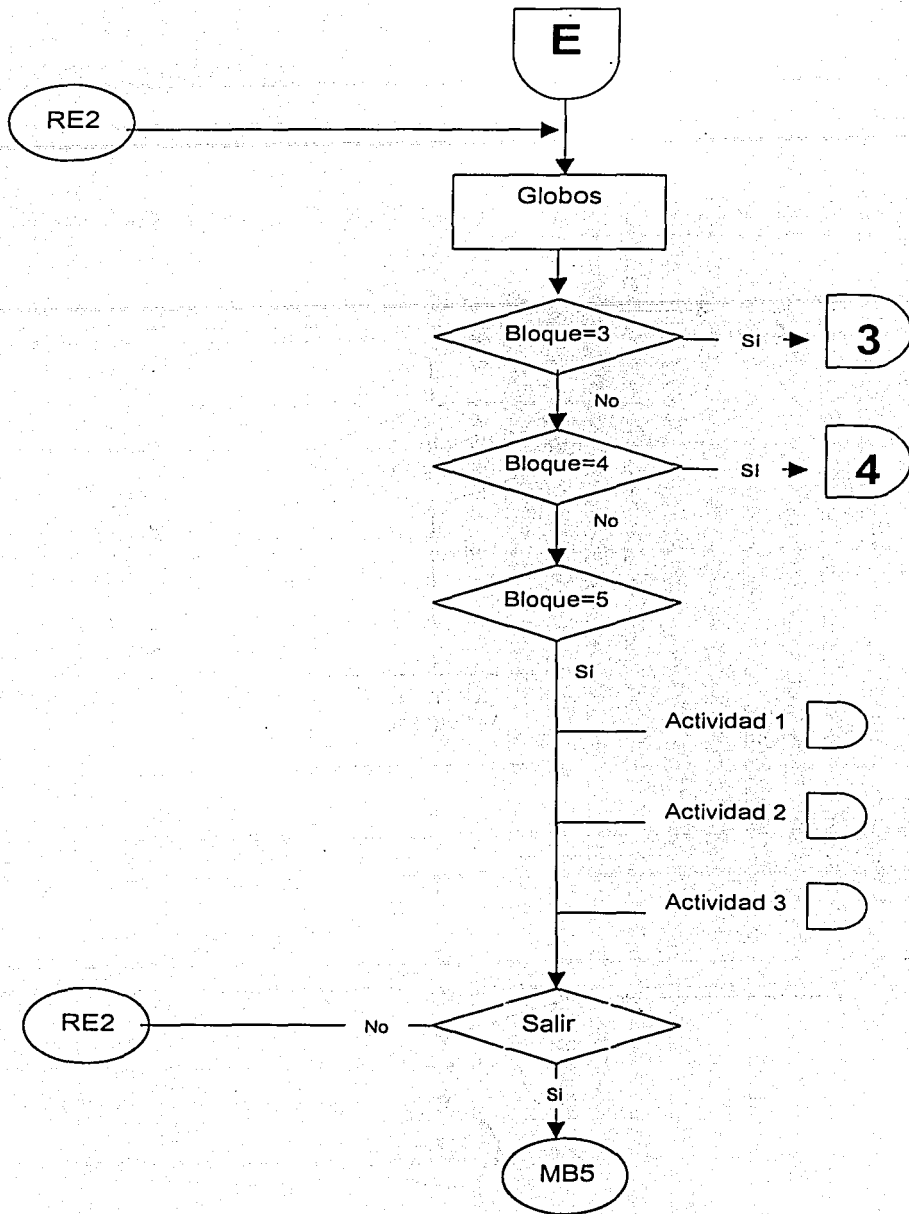 E
RE2
Globos
Bloque=3
Si
3
No
Bloque=4
Si
4
No
Bloque=5
Si
Actividad 1
Actividad 2
Actividad 3
RE2
No
Salir
Si
MB5